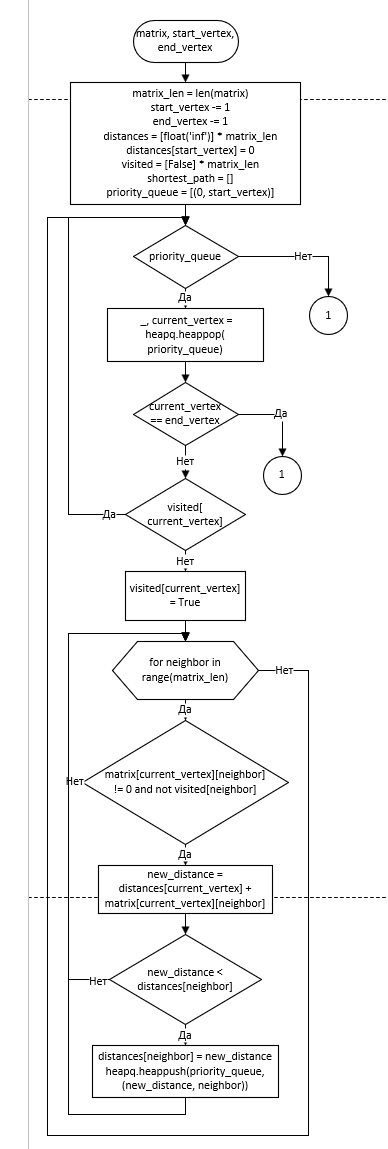 matrix, start_vertex,
end_vertex
matrix_len = len(matrix)
start_vertex -= 1
end_vertex -= 1
distances = [float('inf')] * matrix_len
distances[start_vertex] = 0
visited = [False] * matrix_len
shortest_path = []
priority_queue = [(0, start_vertex)]
priority_queue
Нет
Да
1
_, current_vertex =
heapq.heappop(
priority_queue)
current_vertex
== end_vertex
Да
Нет
1
visited[
current_vertex]
Да
Нет
visited[current_vertex]
= True
for neighbor in
range(matrix_len)
Нет
Да
matrix[current_vertex][neighbor]
!= 0 and not visited[neighbor]
Нет
Да
new_distance =
distances[current_vertex] +
matrix[current_vertex][neighbor]
new_distance <
distances[neighbor]
Нет
Да
distances[neighbor] = new_distance
heapq.heappush(priority_queue,
(new_distance, neighbor))